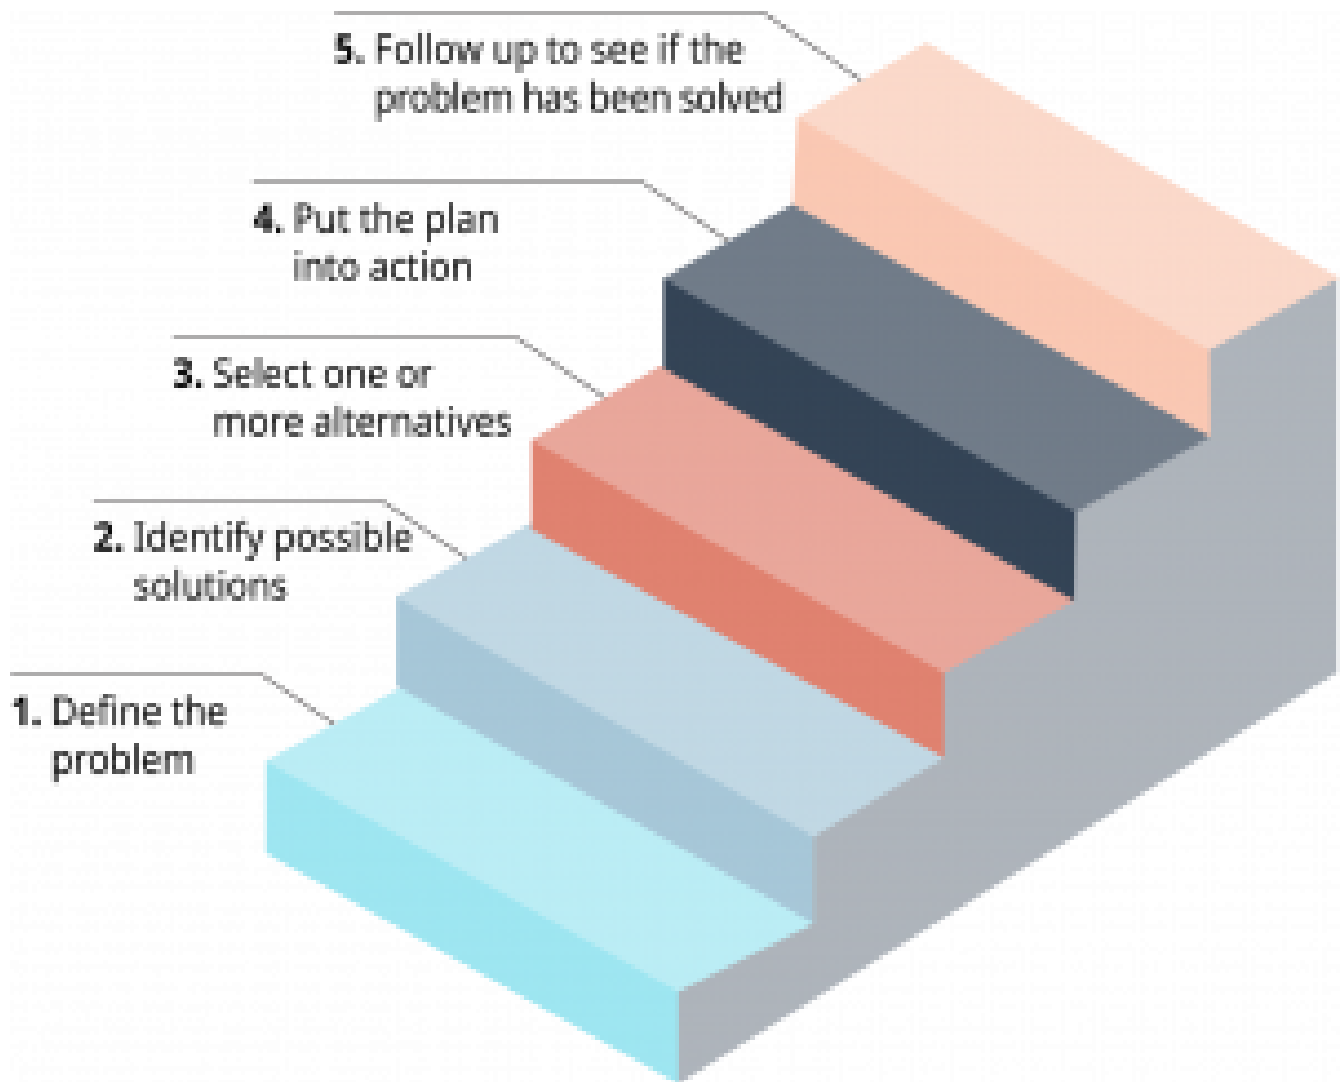 5. Follow up to see if the
problem has been solved
4. Put the plan
into action
3. Select one or
more alternatives
2. Identify possible
solutions
1. Define the
problem